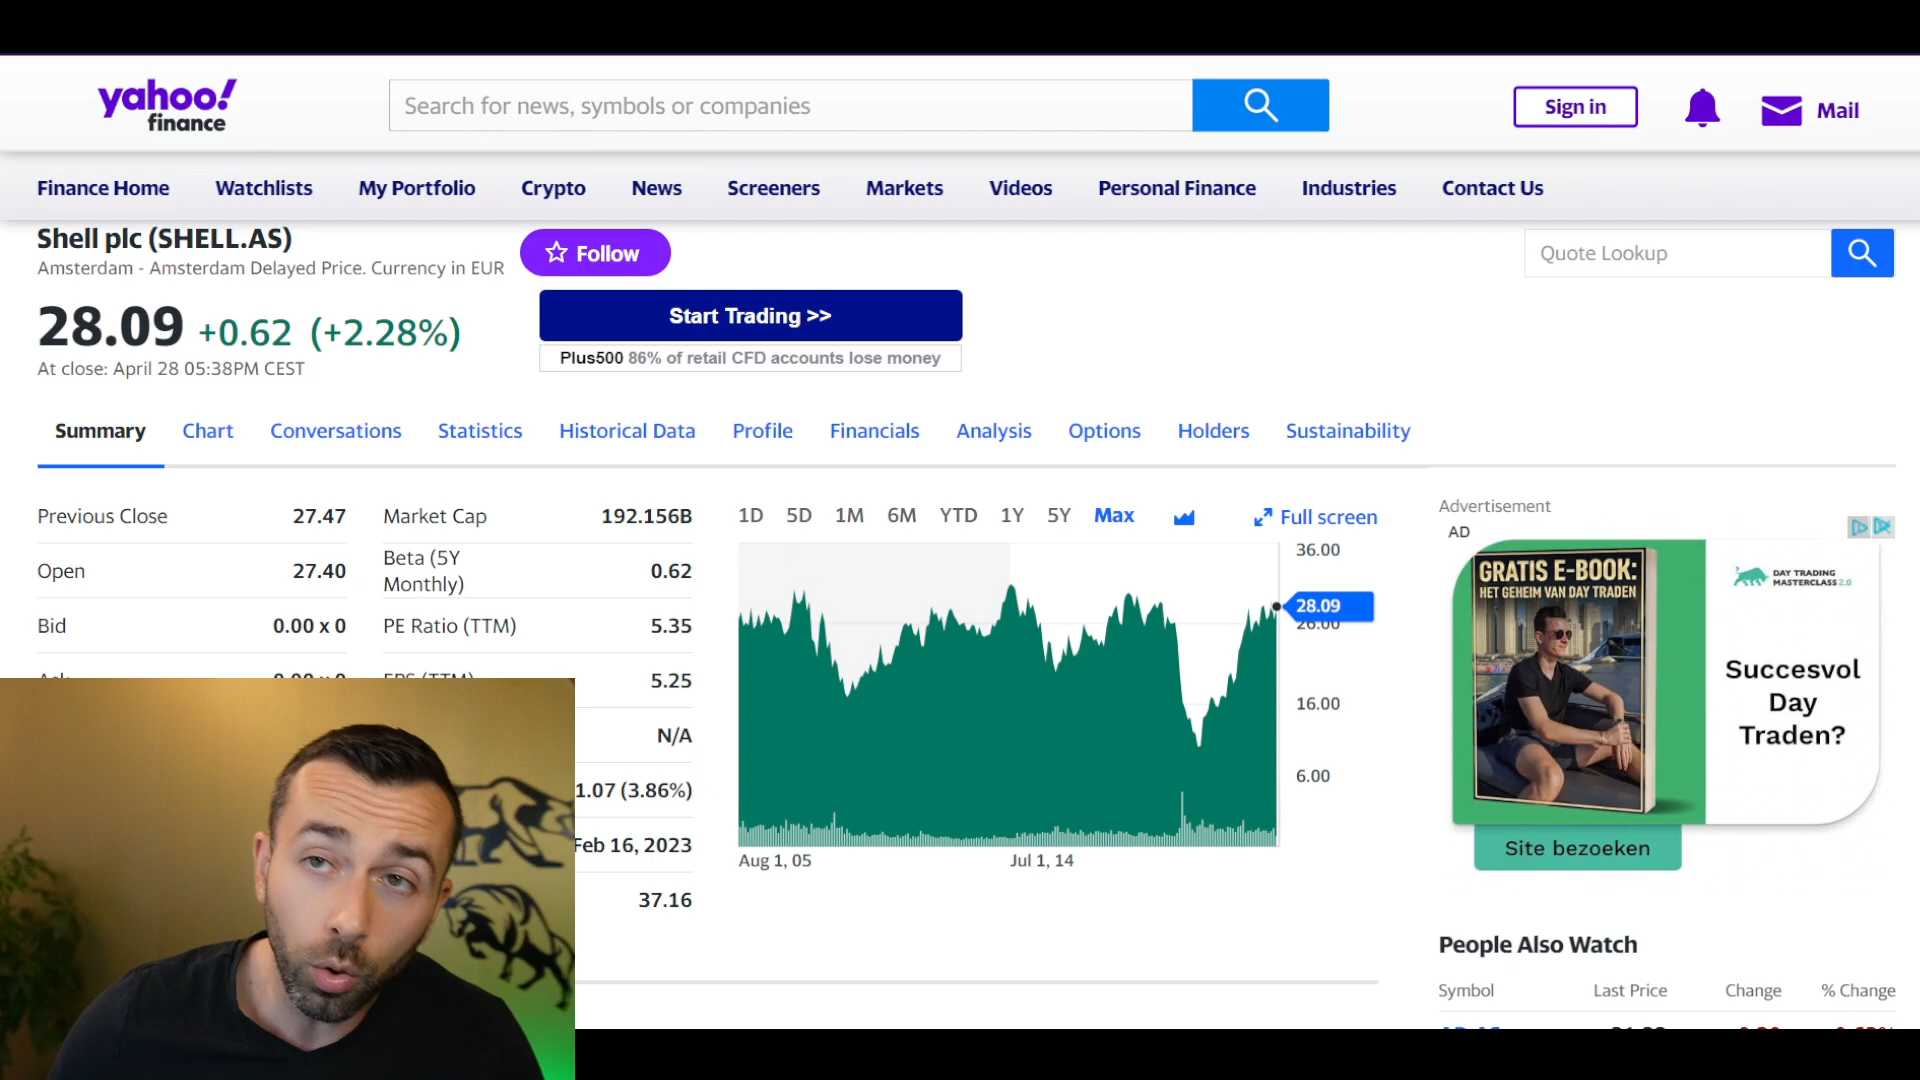 yahoo!
finance
Search for news, symbols or companies
Sign in
Mail
Finance Home
Watchlists
My Portfolio
Crypto
News
Screeners
Markets
Videos
Personal Finance
Industries
Contact Us
Shell plc (SHELL.AS)
Amsterdam - Amsterdam Delayed Price. Currency in EUR
Follow
Quote Lookup
28.09 +0.62 (+2.28%)
At close: April 28 05:38PM CEST
Start Trading >>
Plus500 86% of retail CFD accounts lose money
Summary
Chart
Conversations
Statistics
Historical Data
Profile
Financials
Analysis
Options
Holders
Sustainability
Previous Close 27.47
Open 27.40
Bid 0.00 x 0
Market Cap 192.156B
Beta (5Y
Monthly) 0.62
PE Ratio (TTM) 5.35
5.25
N/A
1.07 (3.86%)
Feb 16, 2023
37.16
1D 5D 1M 6M YTD 1Y 5Y Max
Full screen
36.00
28.09
26.00
16.00
6.00
Aug 1, 05
Jul 1, 14
Advertisement
AD
GRATIS E-BOOK:
HET GEHEIM VAN DAY TRADEN
DAY TRADING
MASTERCLASS 2.0
Succesvol
Day
Traden?
Site bezoeken
People Also Watch
Symbol Last Price Change % Change